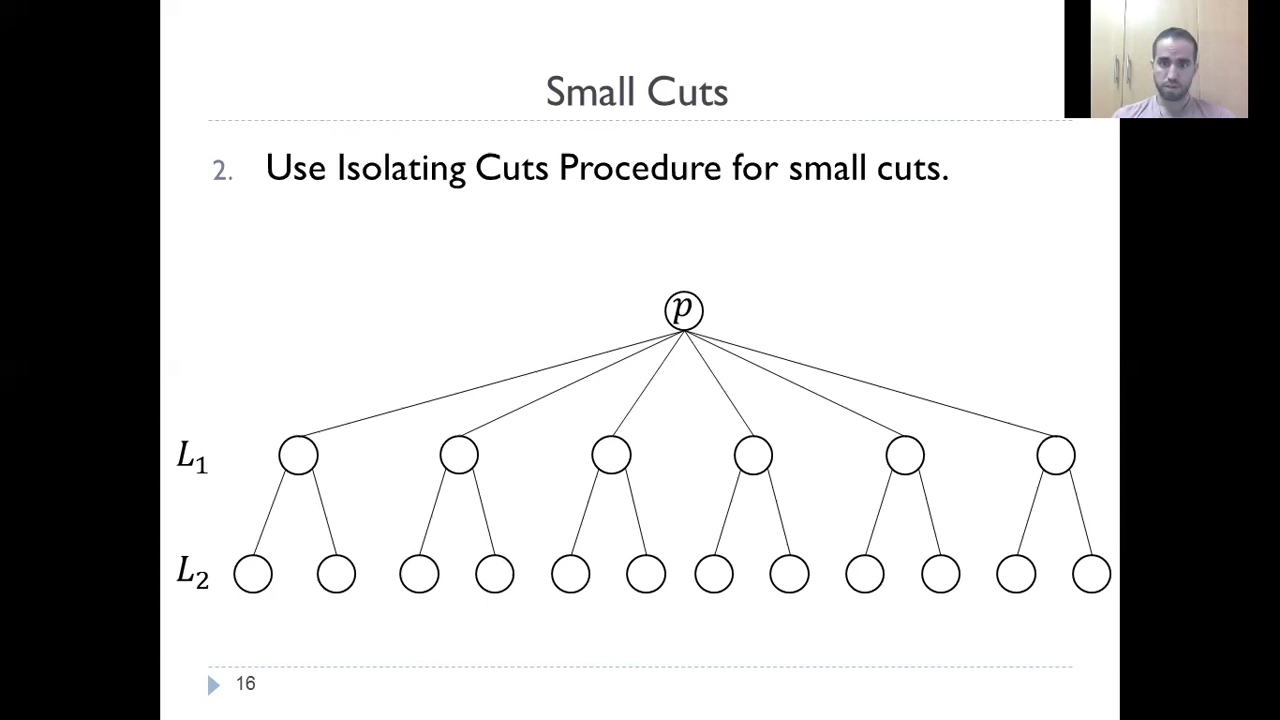 Small Cuts
2. Use Isolating Cuts Procedure for small cuts.
p
L₁
L₂
16